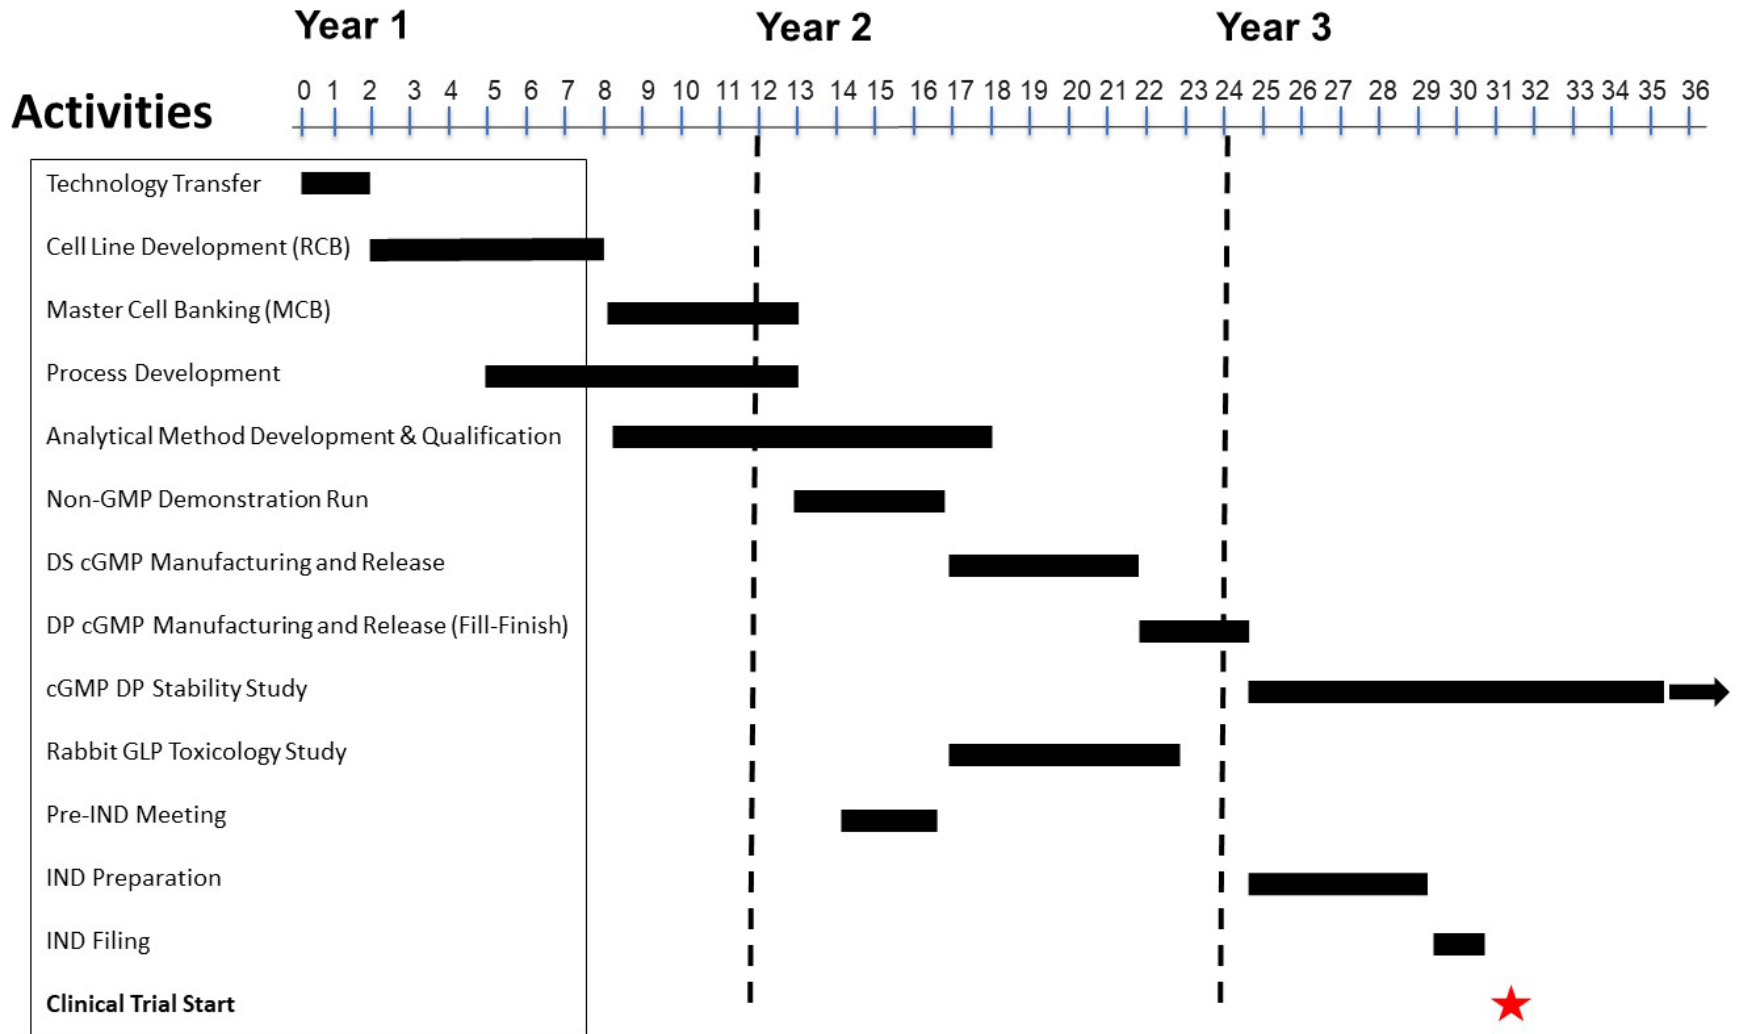 Year 1 Year 2 Year 3
0 1 2 3 4 5 6 7 8 9 10 11 12 13 14 15 16 17 18 19 20 21 22 23 24 25 26 27 28 29 30 31 32 33 34 35 36
Activities
Technology Transfer
Cell Line Development (RCB)
Master Cell Banking (MCB)
Process Development
Analytical Method Development & Qualification
Non-GMP Demonstration Run
DS cGMP Manufacturing and Release
DP cGMP Manufacturing and Release (Fill-Finish)
cGMP DP Stability Study
Rabbit GLP Toxicology Study
Pre-IND Meeting
IND Preparation
IND Filing
Clinical Trial Start